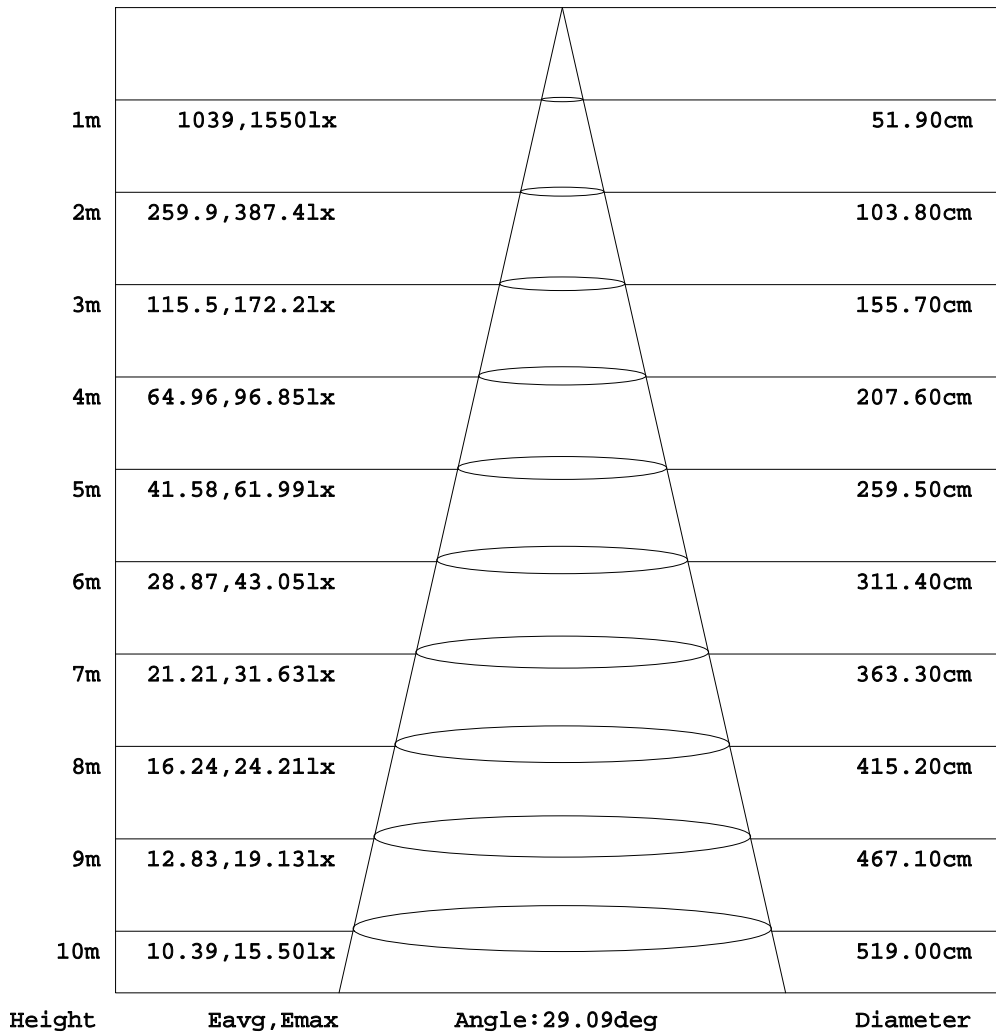 1m 1039,1550lx 51.90cm
2m 259.9,387.4lx 103.80cm
3m 115.5,172.2lx 155.70cm
4m 64.96,96.85lx 207.60cm
5m 41.58,61.99lx 259.50cm
6m 28.87,43.05lx 311.40cm
7m 21.21,31.63lx 363.30cm
8m 16.24,24.21lx 415.20cm
9m 12.83,19.13lx 467.10cm
10m 10.39,15.50lx 519.00cm
Height Eavg,Emax Angle:29.09deg Diameter